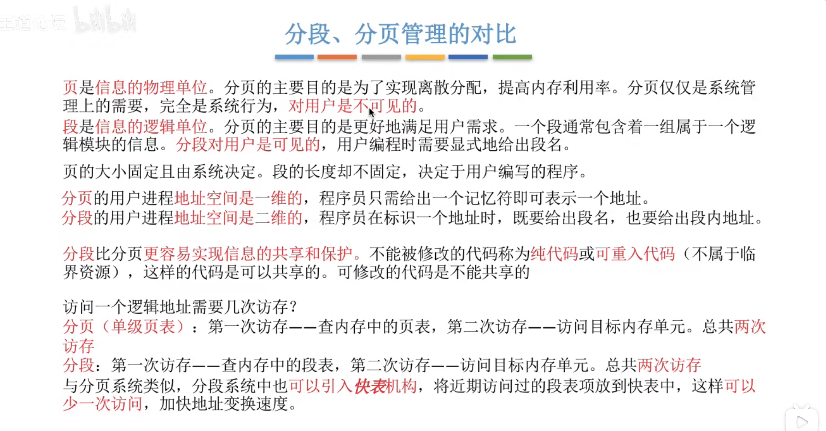 分段、分页管理的对比
页是信息的物理单位。分页的主要目的是为了实现离散分配，提高内存利用率。分页仅仅是系统管
理上的需要，完全是系统行为，对用户是不可见的。
段是信息的逻辑单位。分页的主要目的是更好地满足用户需求。一个段通常包含着一组属于一个逻
辑模块的信息。分段对用户是可见的，用户编程时需要显式地给出段名。
页的大小固定且由系统决定。段的长度却不固定，决定于用户编写的程序。
分页的用户进程地址空间是一维的，程序员只需给出一个记忆符即可表示一个地址。
分段的用户进程地址空间是二维的，程序员在标识一个地址时，既要给出段名，也要给出段内地址。
分段比分页更容易实现信息的共享和保护。不能被修改的代码称为纯代码或可重入代码（不属于临
界资源），这样的代码是可以共享的。可修改的代码是不能共享的
访问一个逻辑地址需要几次访存？
分页（单级页表）：第一次访存——查内存中的页表，第二次访存——访问目标内存单元。总共两次
访存
分段：第一次访存——查内存中的段表，第二次访存——访问目标内存单元。总共两次访存
与分页系统类似，分段系统中也可以引入快表机构，将近期访问过的段表项放到快表中，这样可以
少一次访问，加快地址变换速度。